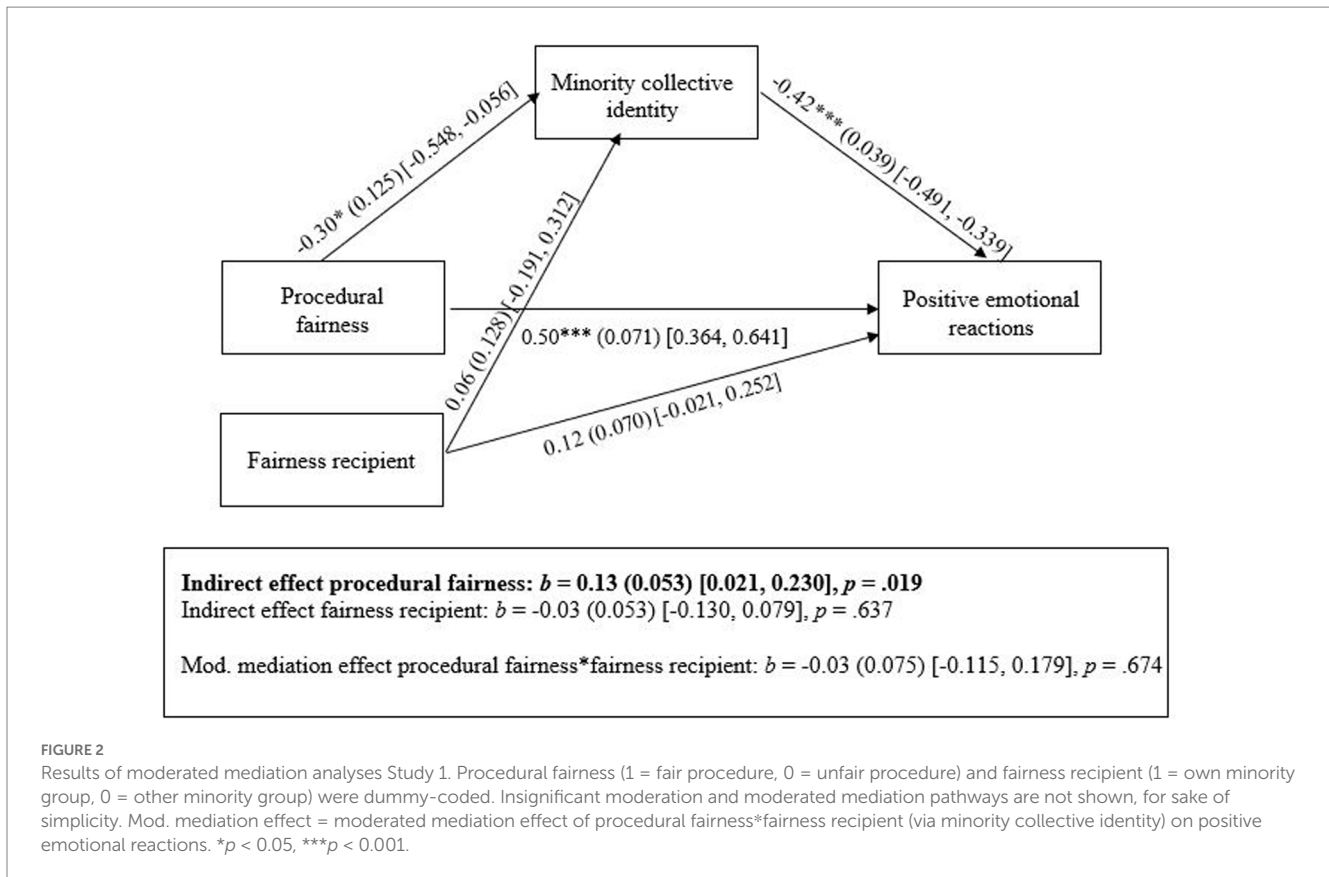 Minority collective
identity
-0.30* (0.125) [-0.548, -0.056]
-0.42*** (0.039) [-0.491, -0.339]
0.06 (0.128) [-0.191, 0.312]
Procedural
fairness
Positive emotional
reactions
0.50*** (0.071) [0.364, 0.641]
0.12 (0.070) [-0.021, 0.252]
Fairness recipient
Indirect effect procedural fairness: b = 0.13 (0.053) [0.021, 0.230], p = .019
Indirect effect fairness recipient: b = -0.03 (0.053) [-0.130, 0.079], p = .637
Mod. mediation effect procedural fairness*fairness recipient: b = -0.03 (0.075) [-0.115, 0.179], p = .674
FIGURE 2
Results of moderated mediation analyses Study 1. Procedural fairness (1 = fair procedure, 0 = unfair procedure) and fairness recipient (1 = own minority
group, 0 = other minority group) were dummy-coded. Insignificant moderation and moderated mediation pathways are not shown, for sake of
simplicity. Mod. mediation effect = moderated mediation effect of procedural fairness*fairness recipient (via minority collective identity) on positive
emotional reactions. *p < 0.05, ***p < 0.001.